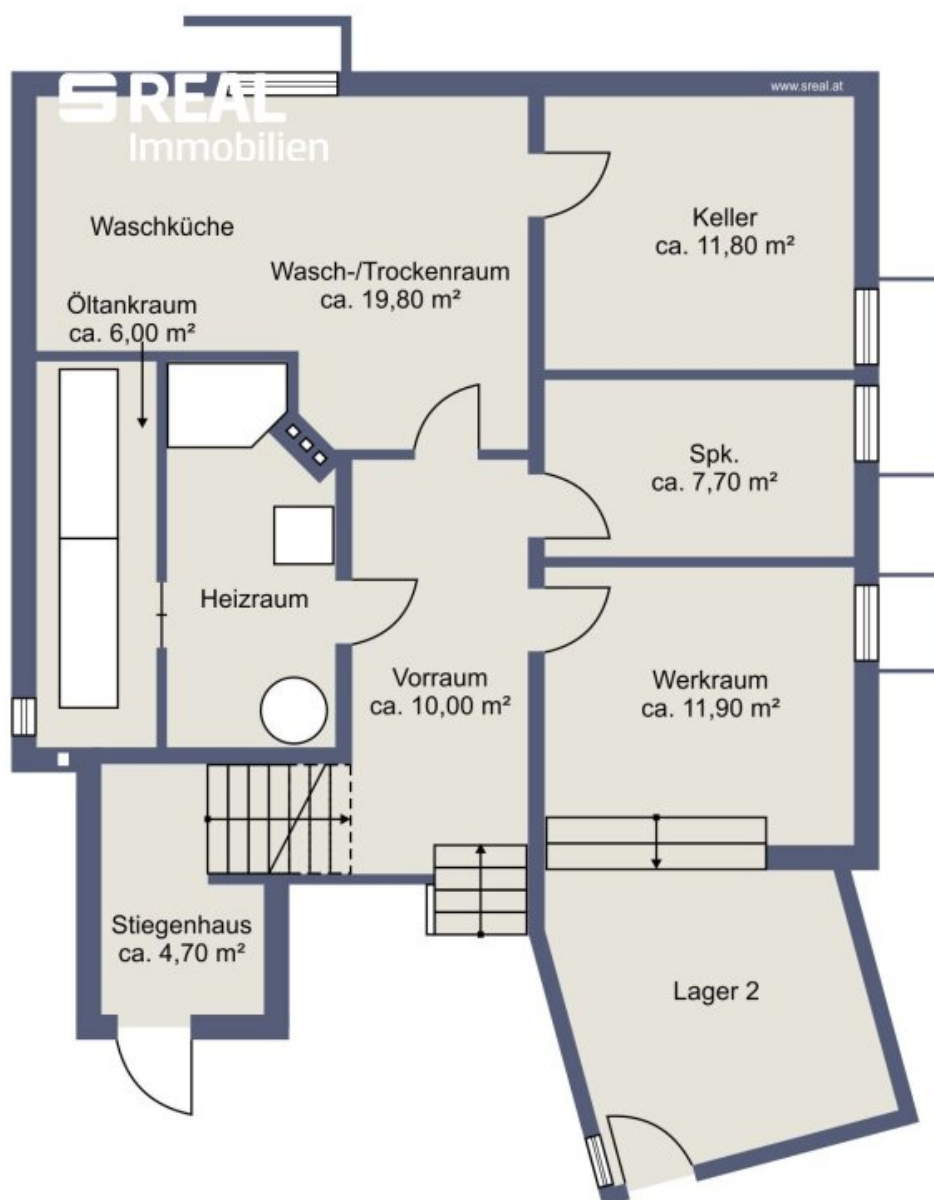 S REAL
Immobilien
www.sreal.at
Waschküche
Wasch-/Trockenraum
ca. 19,80 m²
Öltankraum
ca. 6,00 m²
Keller
ca. 11,80 m²
Spk.
ca. 7,70 m²
Heizraum
Vorraum
ca. 10,00 m²
Werkraum
ca. 11,90 m²
Stiegenhaus
ca. 4,70 m²
Lager 2